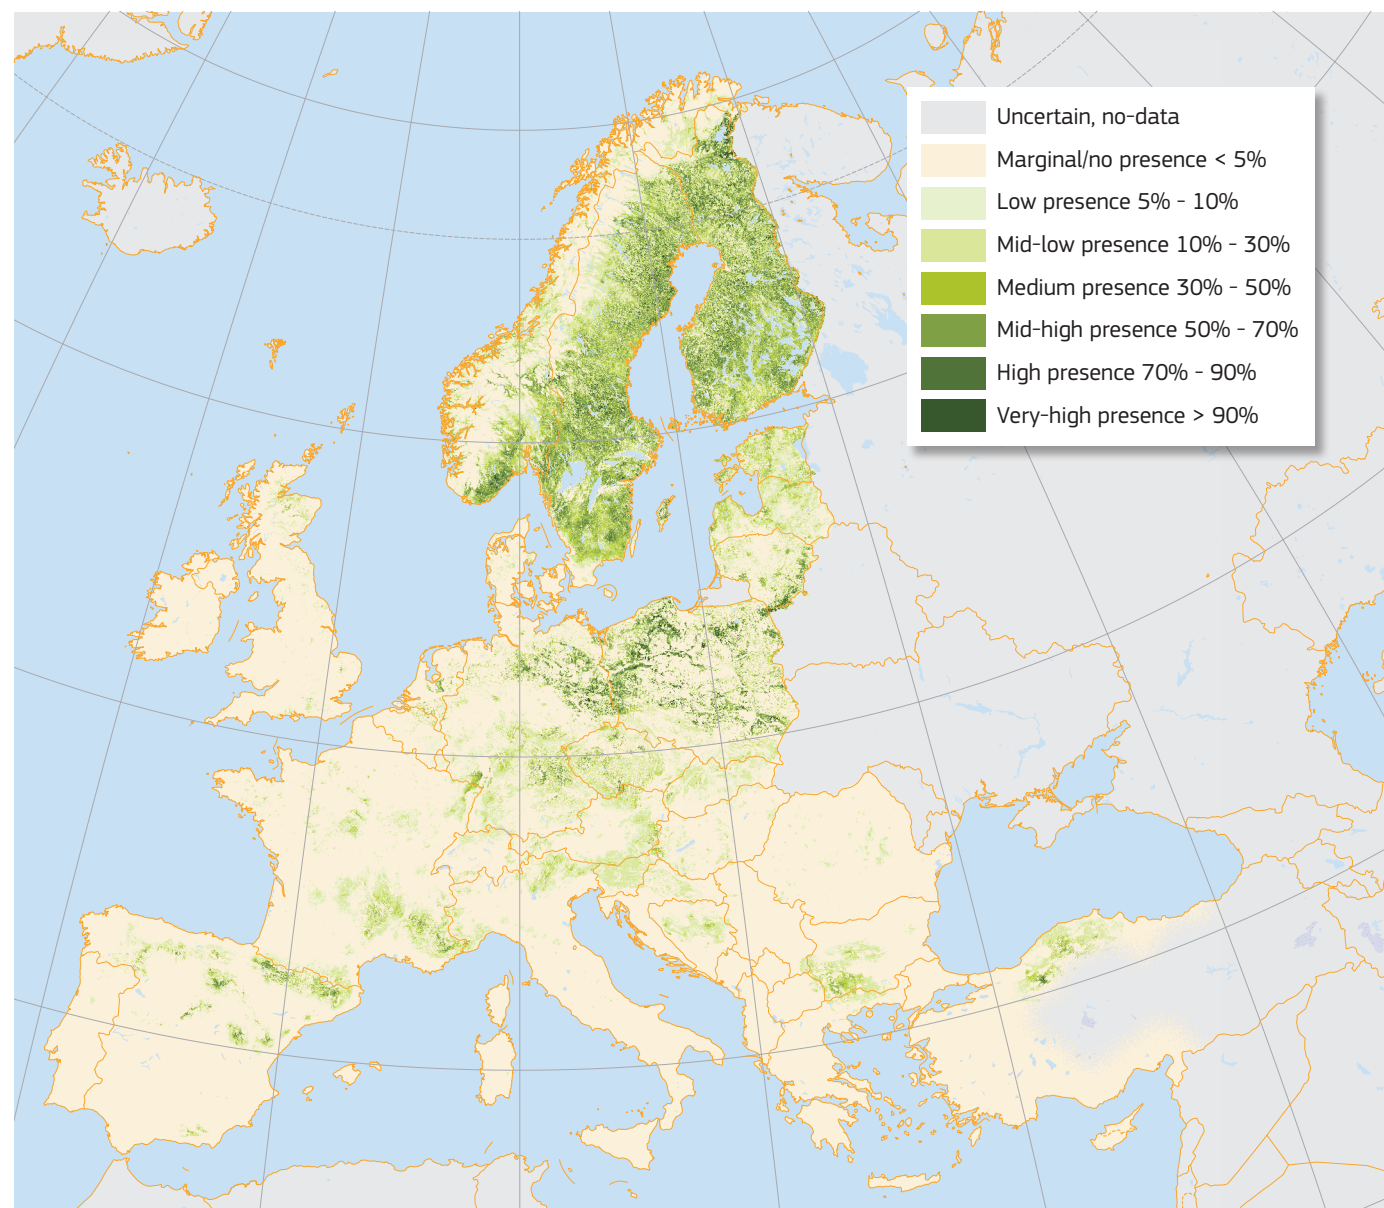 Uncertain, no-data
Marginal/no presence < 5%
Low presence 5% - 10%
Mid-low presence 10% - 30%
Medium presence 30% - 50%
Mid-high presence 50% - 70%
High presence 70% - 90%
Very-high presence > 90%